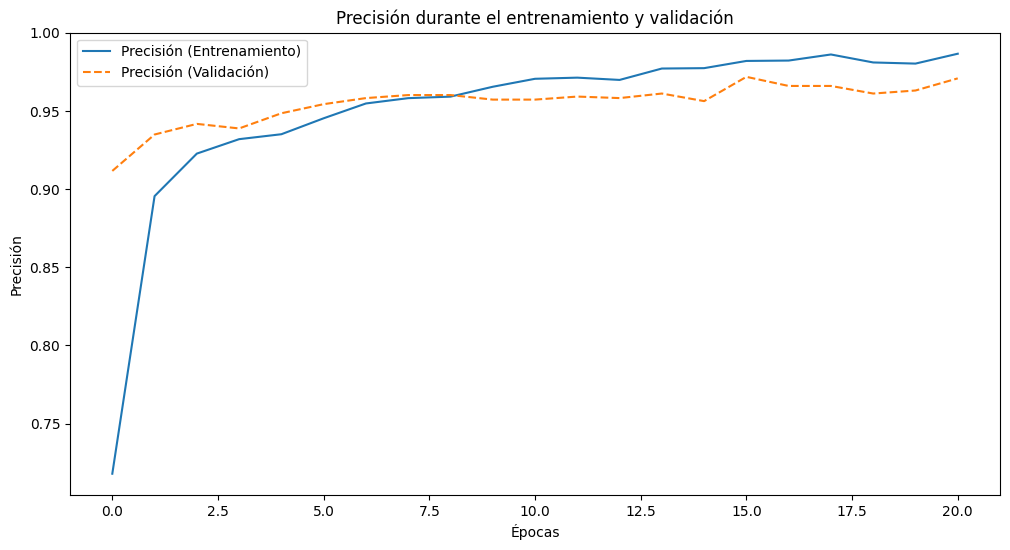 Precisión durante el entrenamiento y validación
Precisión (Entrenamiento)
Precisión (Validación)
1.00
0.95
0.90
0.85
0.80
0.75
Precisión
0.0 2.5 5.0 7.5 10.0 12.5 15.0 17.5 20.0
Épocas